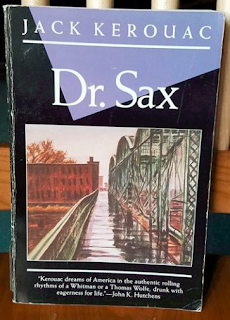 JACK KEROUAC
Dr. Sax
"Kerouac dreams of America in the authentic rolling
rhythms of a Whitman or a Thomas Wolfe, drunk with
eagerness for life."—John K. Hutchens